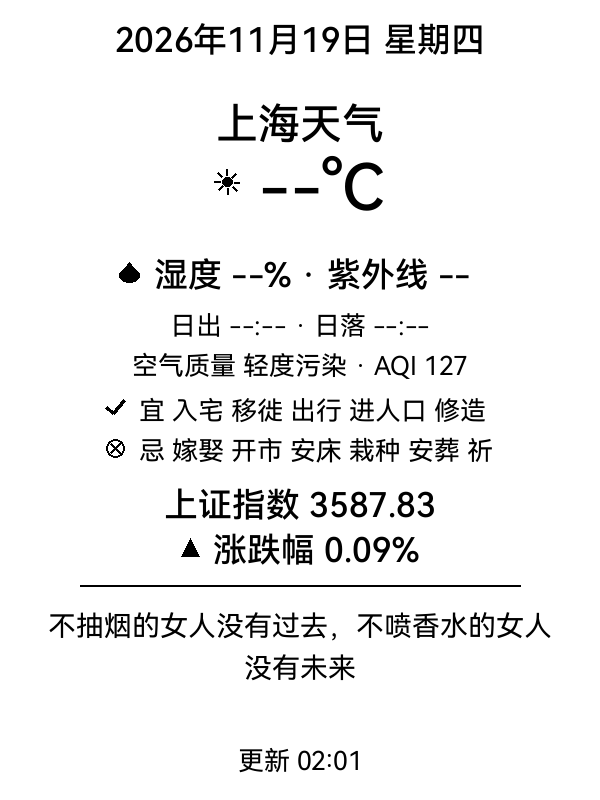 2026年11月19日 星期四
上海天气
--°C
湿度 --% · 紫外线 --
日出 --:-- · 日落 --:--
空气质量 轻度污染 · AQI 127
宜 入宅 移徙 出行 进人口 修造
忌 嫁娶 开市 安床 栽种 安葬 祈
上证指数 3587.83
▲ 涨跌幅 0.09%
不抽烟的女人没有过去，不喷香水的女人
没有未来
更新 02:01